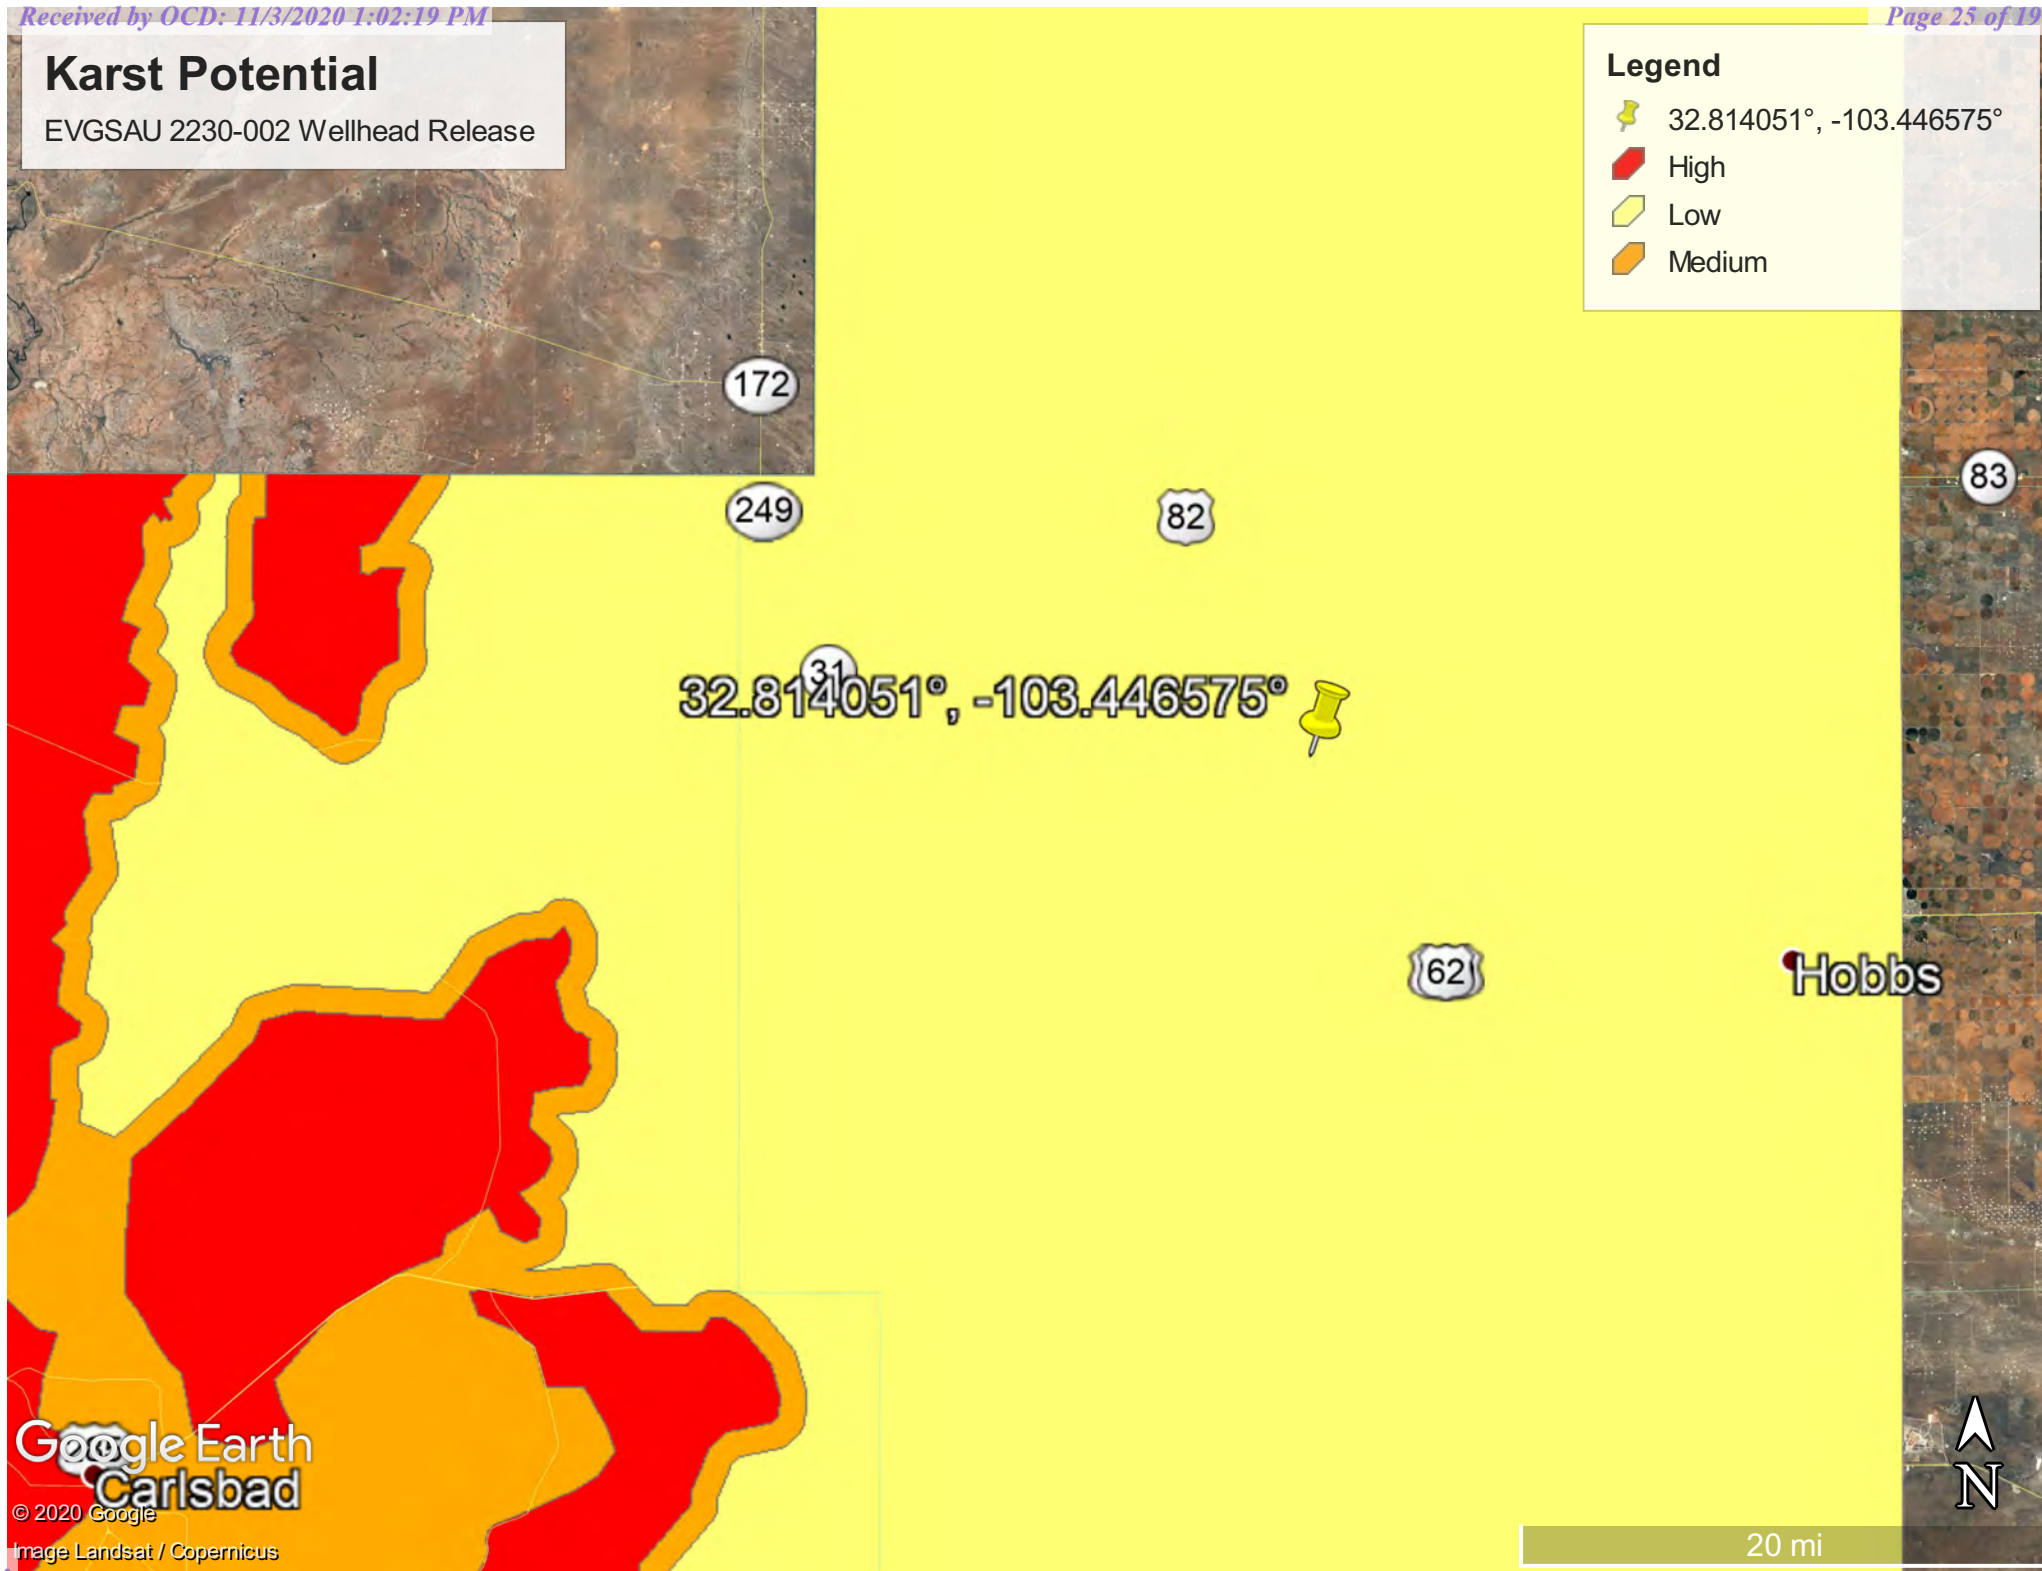 Received by OCD: 11/3/2020 1:02:19 PM
Page 25 of 19
Karst Potential
EVGSAU 2230-002 Wellhead Release
Legend
32.814051°, -103.446575°
High
Low
Medium
172
83
249
82
31
32.814051°, -103.446575°
62
Hobbs
Google Earth
Carlsbad
© 2020 Google
Image Landsat / Copernicus
N
20 mi